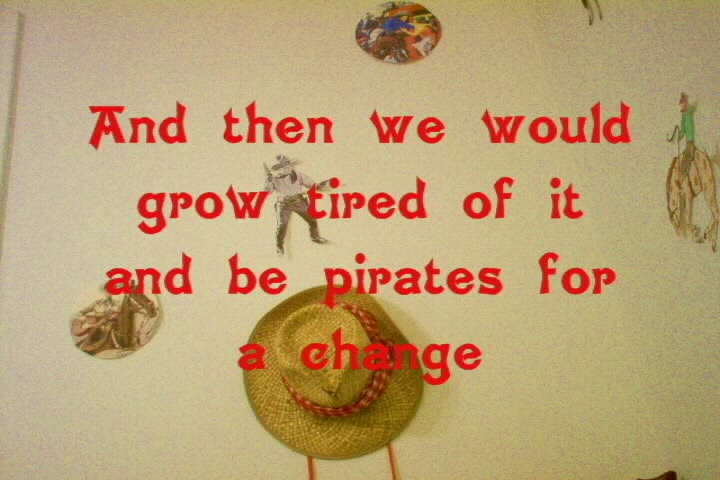 And then we would
grow tired of it
and be pirates for
a change